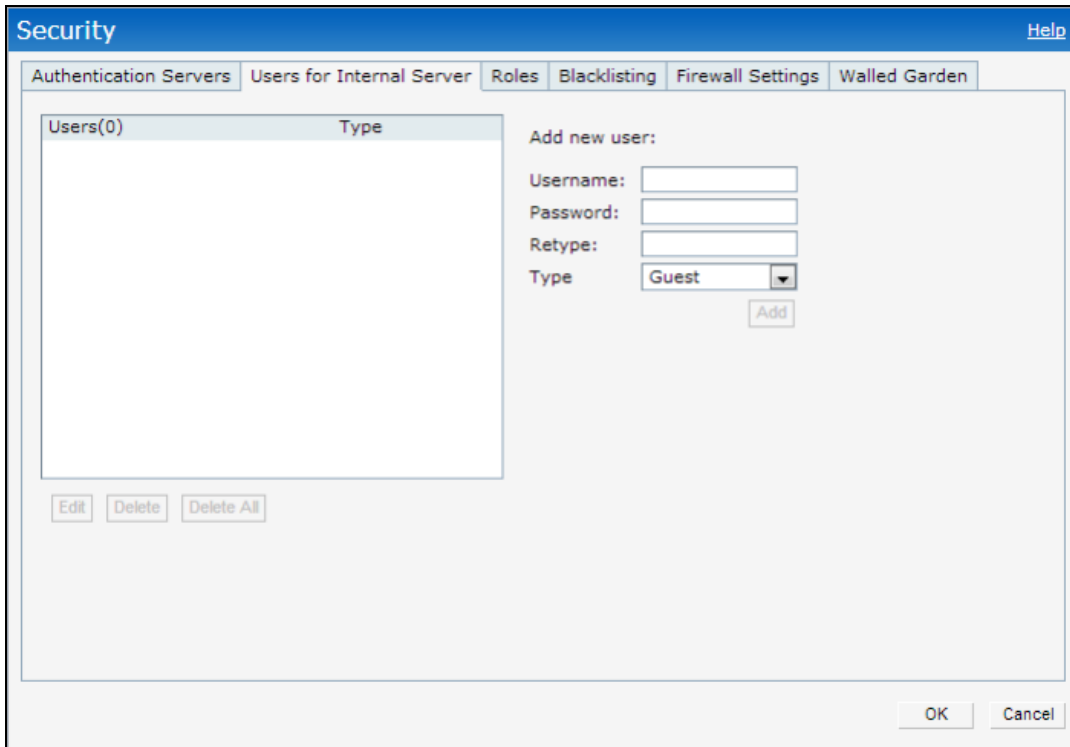 Security Help
Authentication Servers Users for Internal Server Roles Blacklisting Firewall Settings Walled Garden
Users(0) Type
Add new user:
Username:
Password:
Retype:
Type Guest
Add
Edit Delete Delete All
OK Cancel